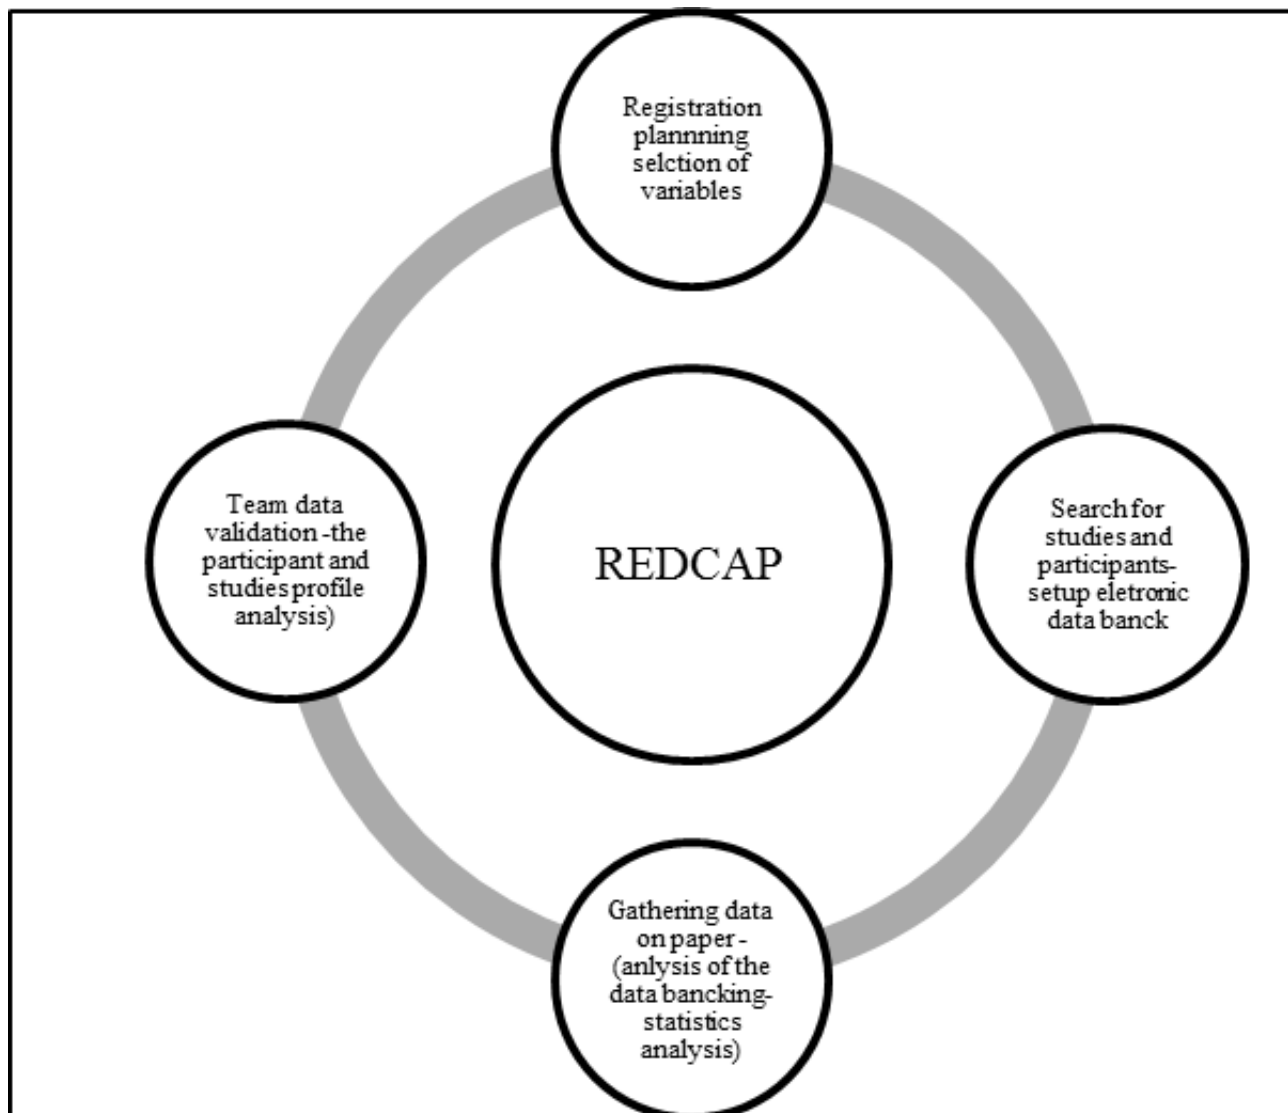 Registration
plannning
selction of
variables
Team data
validation -the
participant and
studies profile
analysis)
REDCAP
Search for
studies and
participants-
setup eletronic
data banck
Gathering data
on paper -
(anlysis of the
data bancking-
statistics
analysis)